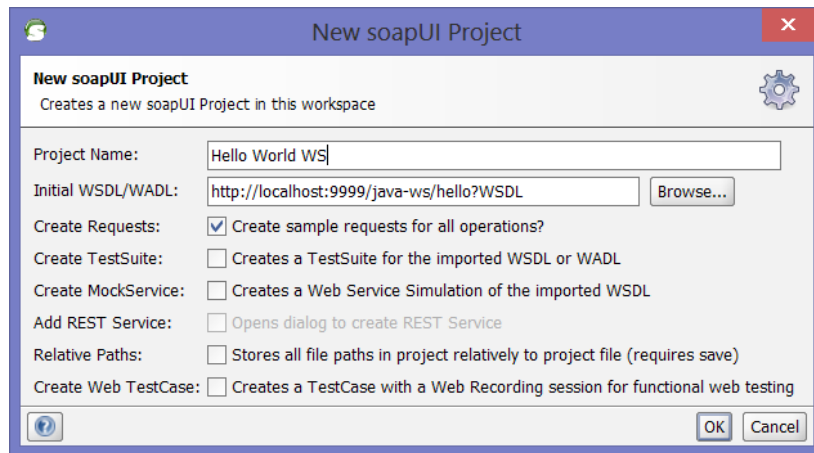 New soapUI Project
New soapUI Project
Creates a new soapUI Project in this workspace
Project Name: Hello World WS
Initial WSDL/WADL: http://localhost:9999/java-ws/hello?WSDL Browse...
Create Requests: Create sample requests for all operations?
Create TestSuite: Creates a TestSuite for the imported WSDL or WADL
Create MockService: Creates a Web Service Simulation of the imported WSDL
Add REST Service: Opens dialog to create REST Service
Relative Paths: Stores all file paths in project relatively to project file (requires save)
Create Web TestCase: Creates a TestCase with a Web Recording session for functional web testing
OK Cancel